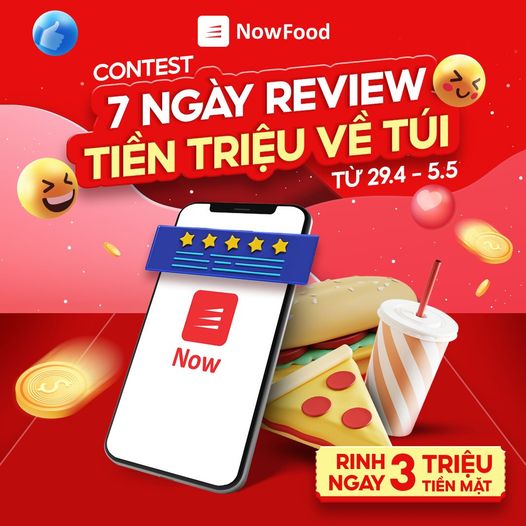 NowFood
CONTEST
7 NGÀY REVIEW
TIỀN TRIỆU VỀ TÚI
TỪ 29.4 - 5.5
Now
RINH NGAY 3 TRIỆU TIỀN MẶT